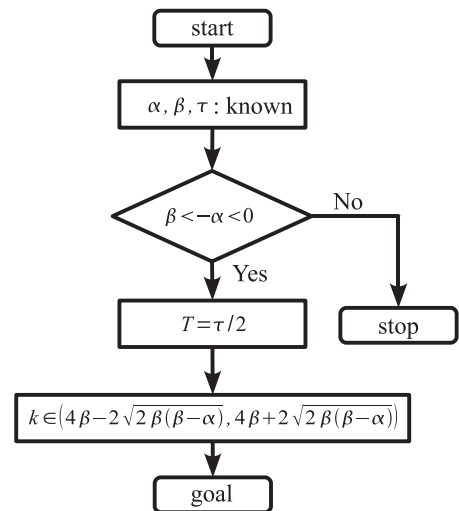 start
α, β, τ : known
β<−α<0
No
Yes
T=τ/2
stop
k∈(4β−2√(2β(β−α)), 4β+2√(2β(β−α)))
goal